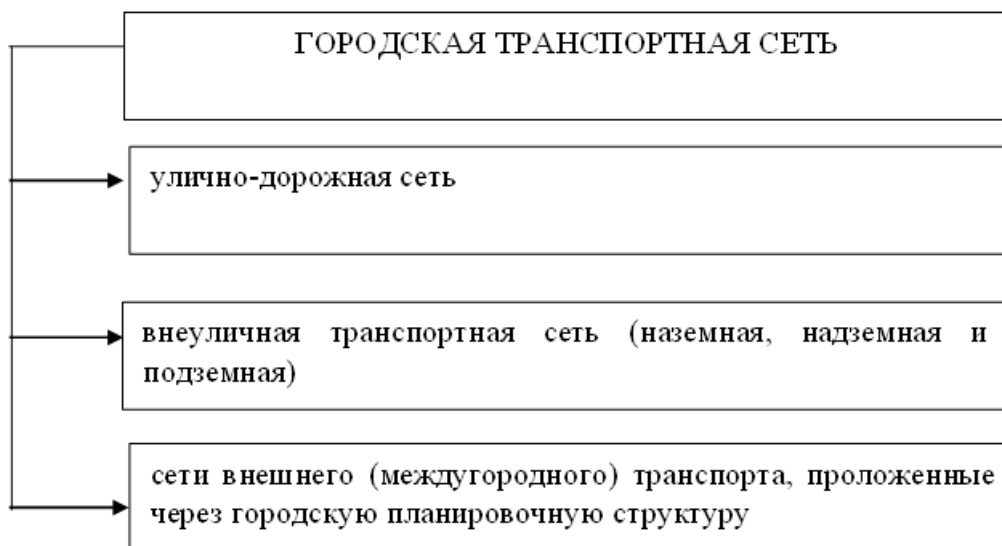 ГОРОДСКАЯ ТРАНСПОРТНАЯ СЕТЬ
улично-дорожная сеть
внеуличная транспортная сеть (наземная, надземная и
подземная)
сети внешнего (междугородного) транспорта, проложенные
через городскую планировочную структуру